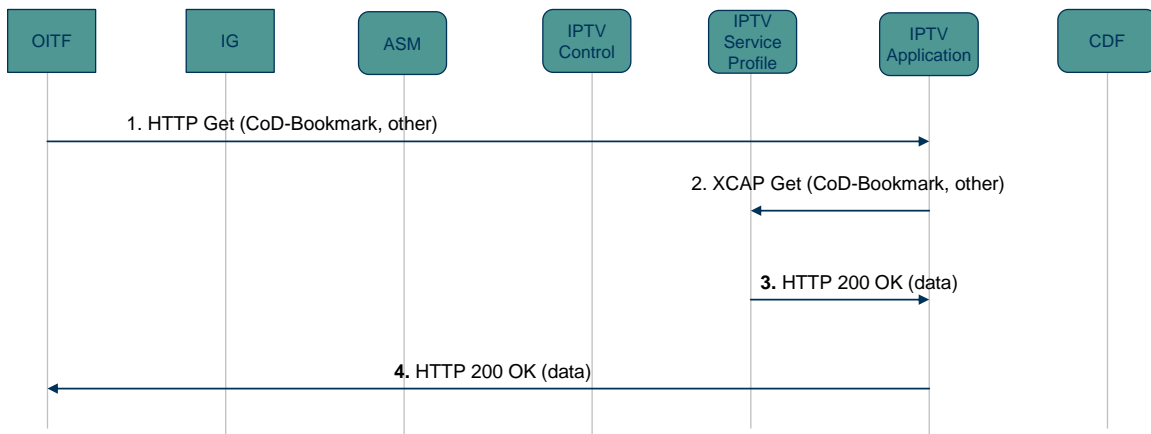 OITF
IG
ASM
IPTV
Control
IPTV
Service
Profile
IPTV
Application
CDF
1. HTTP Get (CoD-Bookmark, other)
2. XCAP Get (CoD-Bookmark, other)
3. HTTP 200 OK (data)
4. HTTP 200 OK (data)